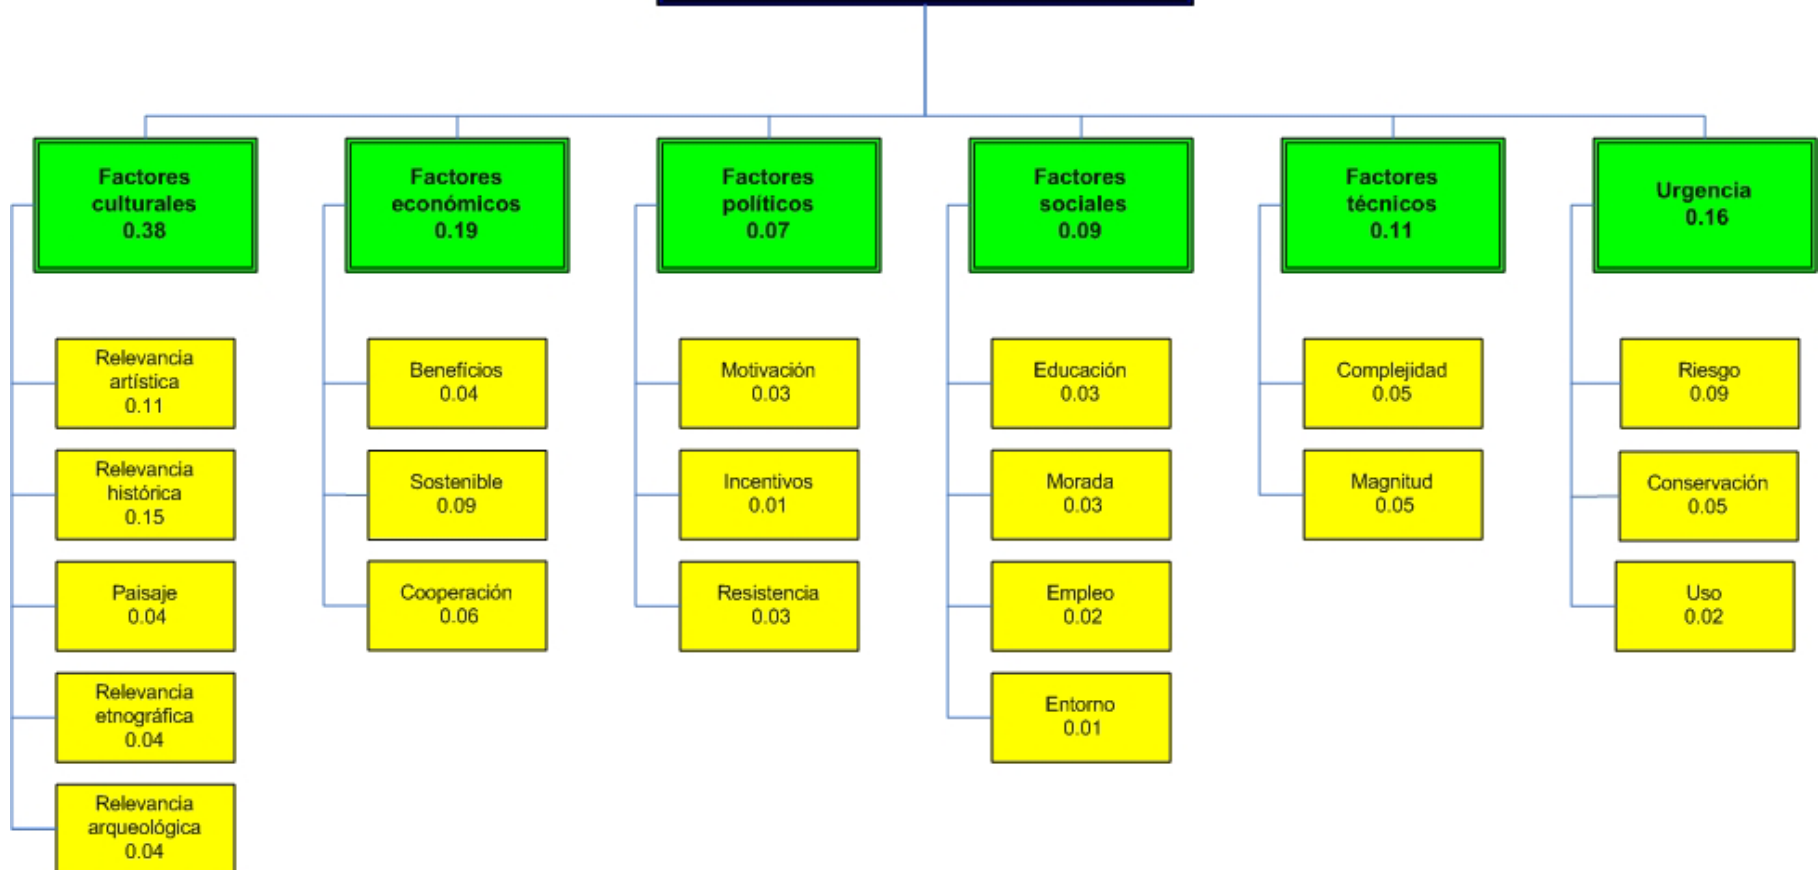 Factores
culturales
0.38
Factores
económicos
0.19
Factores
políticos
0.07
Factores
sociales
0.09
Factores
técnicos
0.11
Urgencia
0.16
Relevancia
artística
0.11
Relevancia
histórica
0.15
Paisaje
0.04
Relevancia
etnográfica
0.04
Relevancia
arqueológica
0.04
Beneficios
0.04
Sostenible
0.09
Cooperación
0.06
Motivación
0.03
Incentivos
0.01
Resistencia
0.03
Educación
0.03
Morada
0.03
Empleo
0.02
Entorno
0.01
Complejidad
0.05
Magnitud
0.05
Riesgo
0.09
Conservación
0.05
Uso
0.02